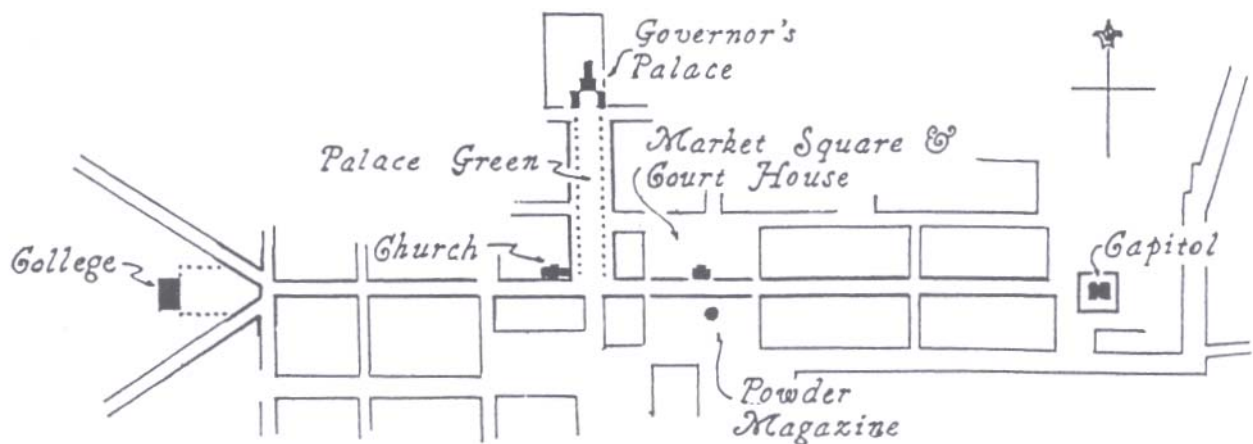 Governor's
Palace
Palace Green
Market Square &
Court House
College
Church
Capitol
Powder
Magazine